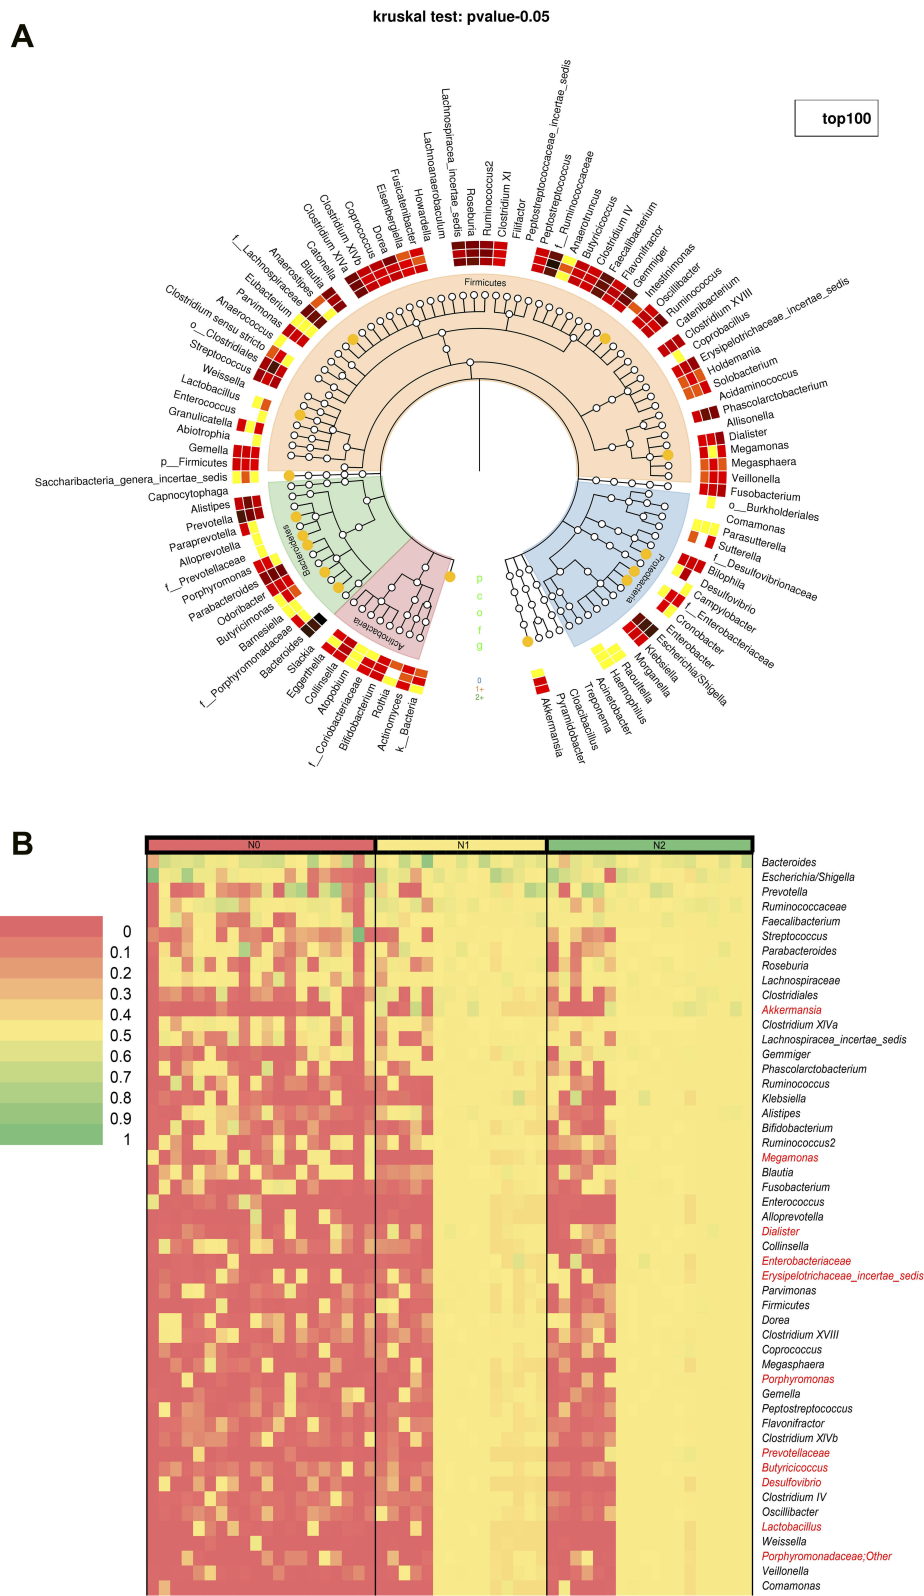 kruskal test: pvalue-0.05
A
top100
k__Bacteria
Actinomyces
Rothia
Bifidobacterium
f__Coriobacteriaceae
Atopobium
Collinsella
Eggerthella
Slackia
Bacteroides
f__Porphyromonadaceae
Barnesiella
Butyricimonas
Odoribacter
Parabacteroides
Porphyromonas
f__Prevotellaceae
Alloprevotella
Paraprevotella
Prevotella
Alistipes
Capnocytophaga
Saccharibacteria_genera_incertae_sedis
p__Firmicutes
Gemella
Abiotrophia
Granulicatella
Enterococcus
Lactobacillus
Weissella
Streptococcus
o__Clostridiales
Clostridium sensu stricto
Anaerococcus
Parvimonas
Eubacterium
f__Lachnospiraceae
Anaerostipes
Blautia
Catonella
Clostridium XIVa
Clostridium XIVb
Coprococcus
Dorea
Eisenbergiella
Fusicatenibacter
Howardella
Lachnoanaerobaculum
Lachnospiracea_incertae_sedis
Roseburia
Ruminococcus2
Clostridium XI
Filifactor
Peptostreptococcaceae_incertae_sedis
Peptostreptococcus
f__Ruminococcaceae
Anaerotruncus
Butyricicoccus
Clostridium IV
Faecalibacterium
Flavonifractor
Gemmiger
Intestinimonas
Oscillibacter
Ruminococcus
Catenibacterium
Clostridium XVIII
Coprobacillus
Erysipelotrichaceae_incertae_sedis
Holdemania
Solobacterium
Acidaminococcus
Phascolarctobacterium
Allisonella
Dialister
Megamonas
Megasphaera
Veillonella
Fusobacterium
o__Burkholderiales
Comamonas
Parasutterella
Sutterella
f__Desulfovibrionaceae
Bilophila
Desulfovibrio
Campylobacter
f__Enterobacteriaceae
Cronobacter
Enterobacter
Escherichia/Shigella
Klebsiella
Morganella
Raoultella
Haemophilus
Acinetobacter
Treponema
Cloacibacillus
Pyramidobacter
Akkermansia
Firmicutes
Bacteroidetes
Actinobacteria
Proteobacteria
p
c
o
f
g
0
1+
2+
B
N0 N1 N2
0
0.1
0.2
0.3
0.4
0.5
0.6
0.7
0.8
0.9
1
Bacteroides
Escherichia/Shigella
Prevotella
Ruminococcaceae
Faecalibacterium
Streptococcus
Parabacteroides
Roseburia
Lachnospiraceae
Clostridiales
Akkermansia
Clostridium XIVa
Lachnospiracea_incertae_sedis
Gemmiger
Phascolarctobacterium
Ruminococcus
Klebsiella
Alistipes
Bifidobacterium
Ruminococcus2
Megamonas
Blautia
Fusobacterium
Enterococcus
Alloprevotella
Dialister
Collinsella
Enterobacteriaceae
Erysipelotrichaceae_incertae_sedis
Parvimonas
Firmicutes
Dorea
Clostridium XVIII
Coprococcus
Megasphaera
Porphyromonas
Gemella
Peptostreptococcus
Flavonifractor
Clostridium XIVb
Prevotellaceae
Butyricicoccus
Desulfovibrio
Clostridium IV
Oscillibacter
Lactobacillus
Weissella
Porphyromonadaceae;Other
Veillonella
Comamonas